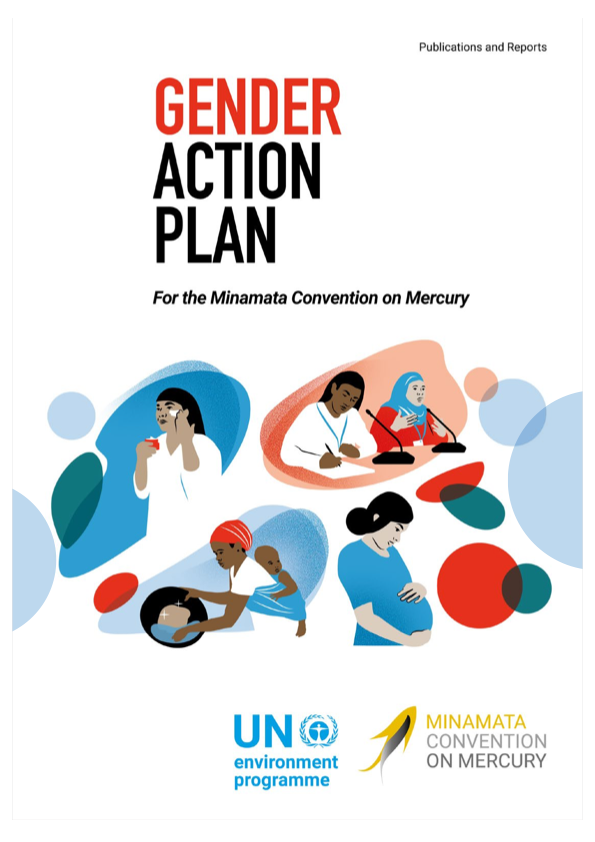 Publications and Reports
GENDER
ACTION
PLAN
For the Minamata Convention on Mercury
UN
environment
programme
MINAMATA
CONVENTION
ON MERCURY